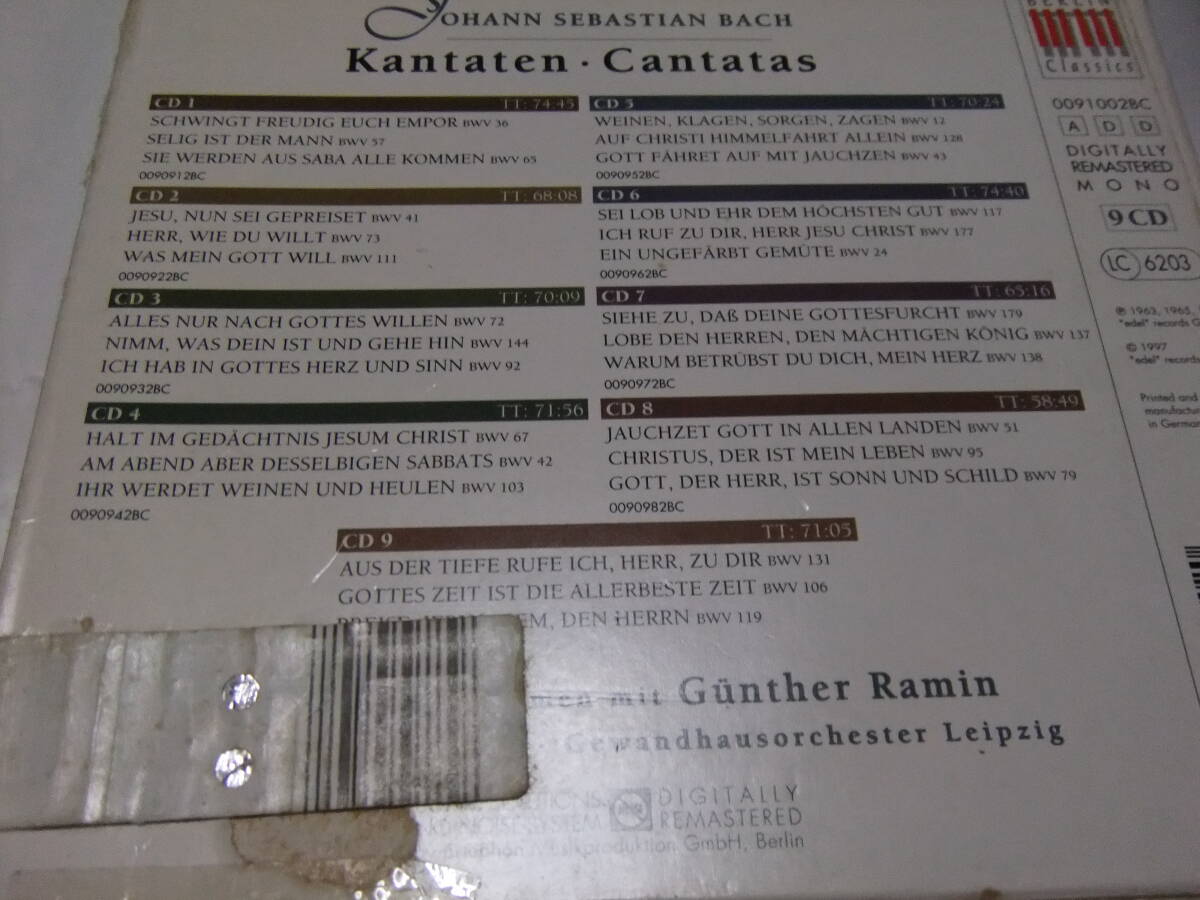 JOHANN SEBASTIAN BACH
Kantaten · Cantatas
CD 1 TT: 74:45
SCHWINGT FREUDIG EUCH EMPOR BWV 36
SELIG IST DER MANN BWV 57
SIE WERDEN AUS SABA ALLE KOMMEN BWV 65
0090912BC
CD 2 TT: 68:08
JESU, NUN SEI GEPREISET BWV 41
HERR, WIE DU WILLT BWV 73
WAS MEIN GOTT WILL BWV 111
0090922BC
CD 3 TT: 70:09
ALLES NUR NACH GOTTES WILLEN BWV 72
NIMM, WAS DEIN IST UND GEHE HIN BWV 144
ICH HAB IN GOTTES HERZ UND SINN BWV 92
0090932BC
CD 4 TT: 71:56
HALT IM GEDÄCHTNIS JESUM CHRIST BWV 67
AM ABEND ABER DESSELBIGEN SABBATS BWV 42
IHR WERDET WEINEN UND HEULEN BWV 103
0090942BC
CD 5 TT: 70:24
WEINEN, KLAGEN, SORGEN, ZAGEN BWV 12
AUF CHRISTI HIMMELFAHRT ALLEIN BWV 128
GOTT FÄHRET AUF MIT JAUCHZEN BWV 43
0090952BC
CD 6 TT: 74:40
SEI LOB UND EHR DEM HÖCHSTEN GUT BWV 117
ICH RUF ZU DIR, HERR JESU CHRIST BWV 177
EIN UNGEFÄRBT GEMÜTE BWV 24
0090962BC
CD 7 TT: 65:16
SIEHE ZU, DAß DEINE GOTTESFURCHT BWV 179
LOBE DEN HERREN, DEN MÄCHTIGEN KÖNIG BWV 137
WARUM BETRÜBST DU DICH, MEIN HERZ BWV 138
0090972BC
CD 8 TT: 58:49
JAUCHZET GOTT IN ALLEN LANDEN BWV 51
CHRISTUS, DER IST MEIN LEBEN BWV 95
GOTT, DER HERR, IST SONN UND SCHILD BWV 79
0090982BC
CD 9 TT: 71:05
AUS DER TIEFE RUFE ICH, HERR, ZU DIR BWV 131
GOTTES ZEIT IST DIE ALLERBESTE ZEIT BWV 106
DEN HERRN BWV 119
mit Günther Ramin
Gewandhausorchester Leipzig
DIGITALLY
REMASTERED
GmbH, Berlin
BERLIN
Classics
0091002BC
A D D
DIGITALLY
REMASTERED
MONO
9 CD
LC 6203
℗ 1963, 1965,
"edel" records G
© 1997
"edel" records
Printed and
manufactu
in German